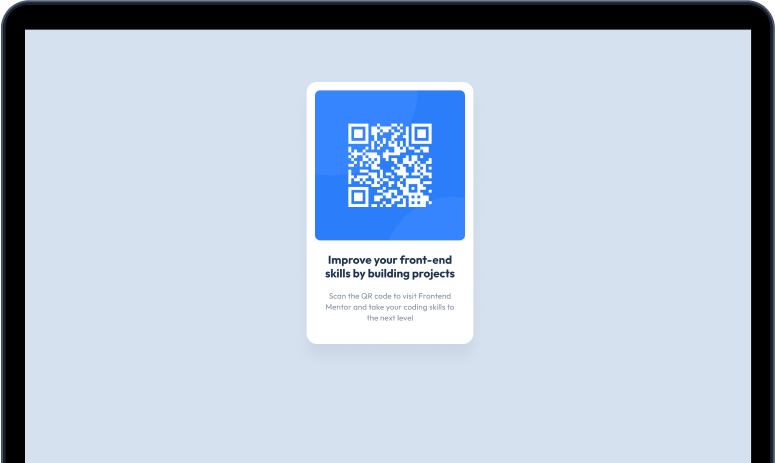 Improve your front-end
skills by building projects
Scan the QR code to visit Frontend
Mentor and take your coding skills to
the next level